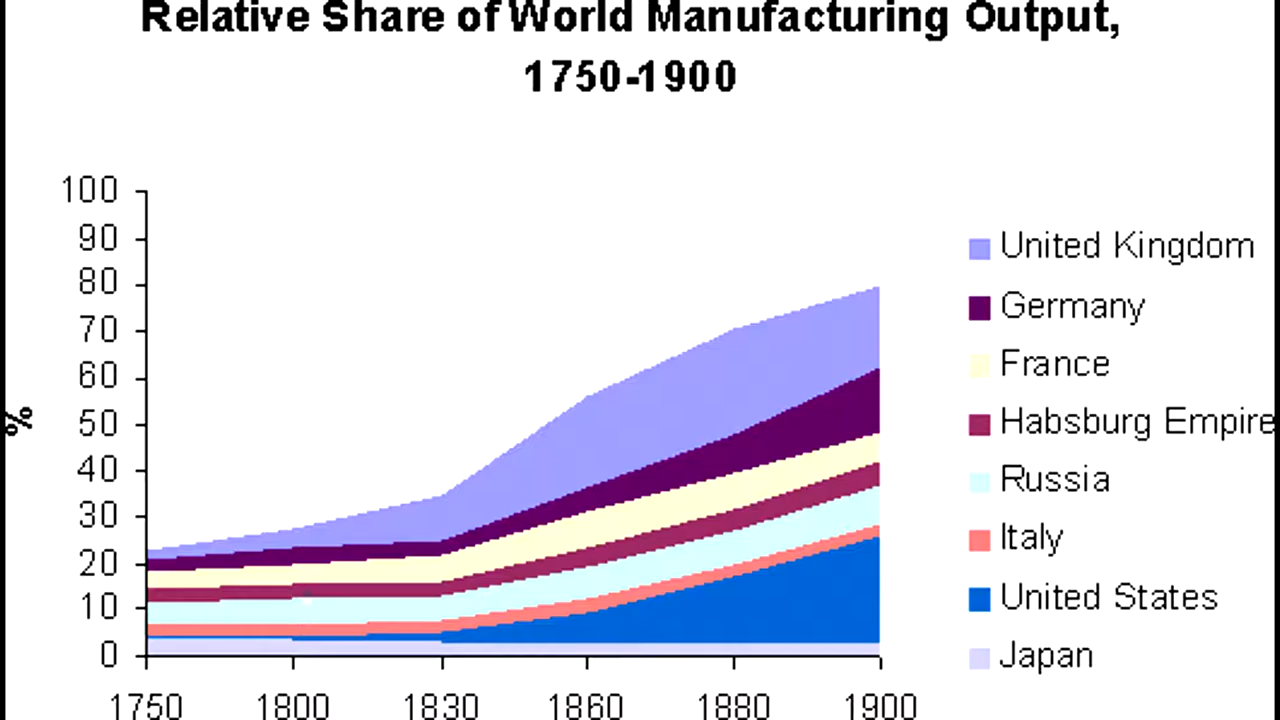 Relative Share of World Manufacturing Output,
1750-1900
100
90
80
70
60
50
40
30
20
10
0
%
1750 1800 1830 1860 1880 1900
United Kingdom
Germany
France
Habsburg Empire
Russia
Italy
United States
Japan